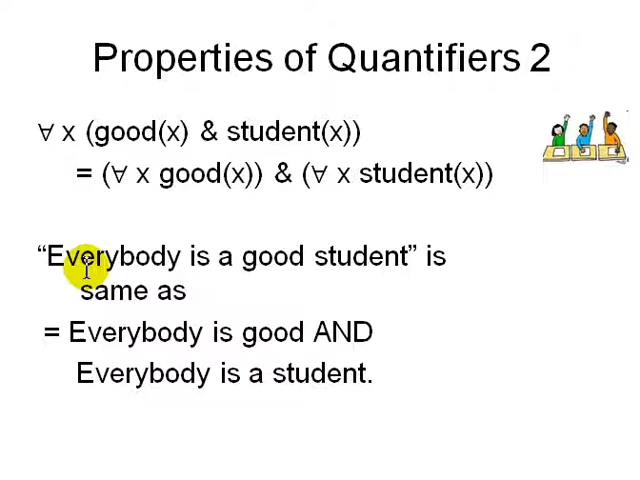 Properties of Quantifiers 2
∀ x (good(x) & student(x))
= (∀ x good(x)) & (∀ x student(x))
“Everybody is a good student” is
same as
= Everybody is good AND
Everybody is a student.